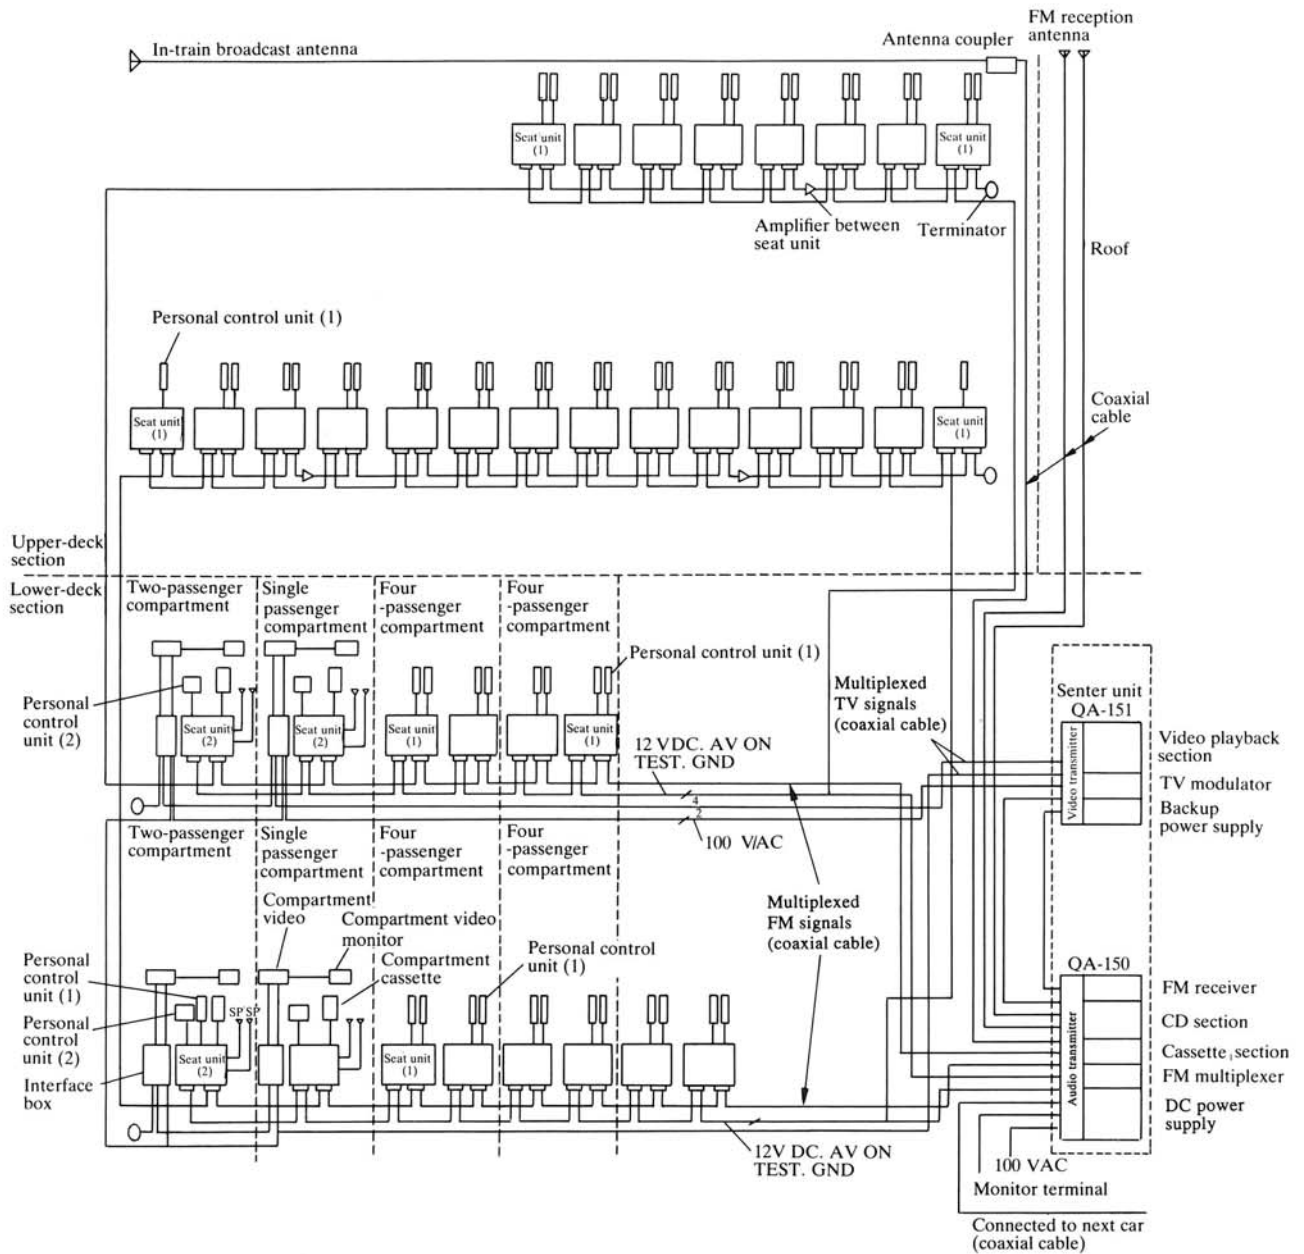 FM reception
antenna
In-train broadcast antenna
Antenna coupler
Seat unit
(1)
Seat unit
(1)
Amplifier between
seat unit
Terminator
Roof
Personal control unit (1)
Seat unit
(1)
Seat unit
(1)
Coaxial
cable
Upper-deck
section
Lower-deck
section
Two-passenger
compartment
Single
passenger
compartment
Four
-passenger
compartment
Four
-passenger
compartment
Personal control unit (1)
Personal
control
unit (2)
Seat unit
(2)
Seat unit
(2)
Seat unit
(1)
Seat unit
(1)
Multiplexed
TV signals
(coaxial cable)
12 VDC. AV ON
TEST. GND
4
2
100 V/AC
Senter unit
QA-151
Video transmitter
Video playback
section
TV modulator
Backup
power supply
Two-passenger
compartment
Single
passenger
compartment
Four
-passenger
compartment
Four
-passenger
compartment
Compartment
video
Compartment video
monitor
Compartment
cassette
Personal control
unit (1)
Multiplexed
FM signals
(coaxial cable)
Personal
control
unit (1)
Personal
control
unit (2)
Interface
box
SP SP
Seat unit
(2)
Seat unit
(1)
12V DC. AV ON
TEST. GND
QA-150
Audio transmitter
FM receiver
CD section
Cassette section
FM multiplexer
DC power
supply
100 VAC
Monitor terminal
Connected to next car
(coaxial cable)